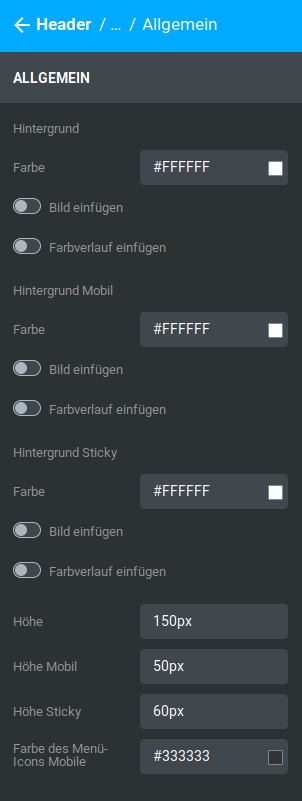 Header / ... / Allgemein
ALLGEMEIN
Hintergrund
Farbe #FFFFFF
Bild einfügen
Farbverlauf einfügen
Hintergrund Mobil
Farbe #FFFFFF
Bild einfügen
Farbverlauf einfügen
Hintergrund Sticky
Farbe #FFFFFF
Bild einfügen
Farbverlauf einfügen
Höhe 150px
Höhe Mobil 50px
Höhe Sticky 60px
Farbe des Menü-
Icons Mobile #333333